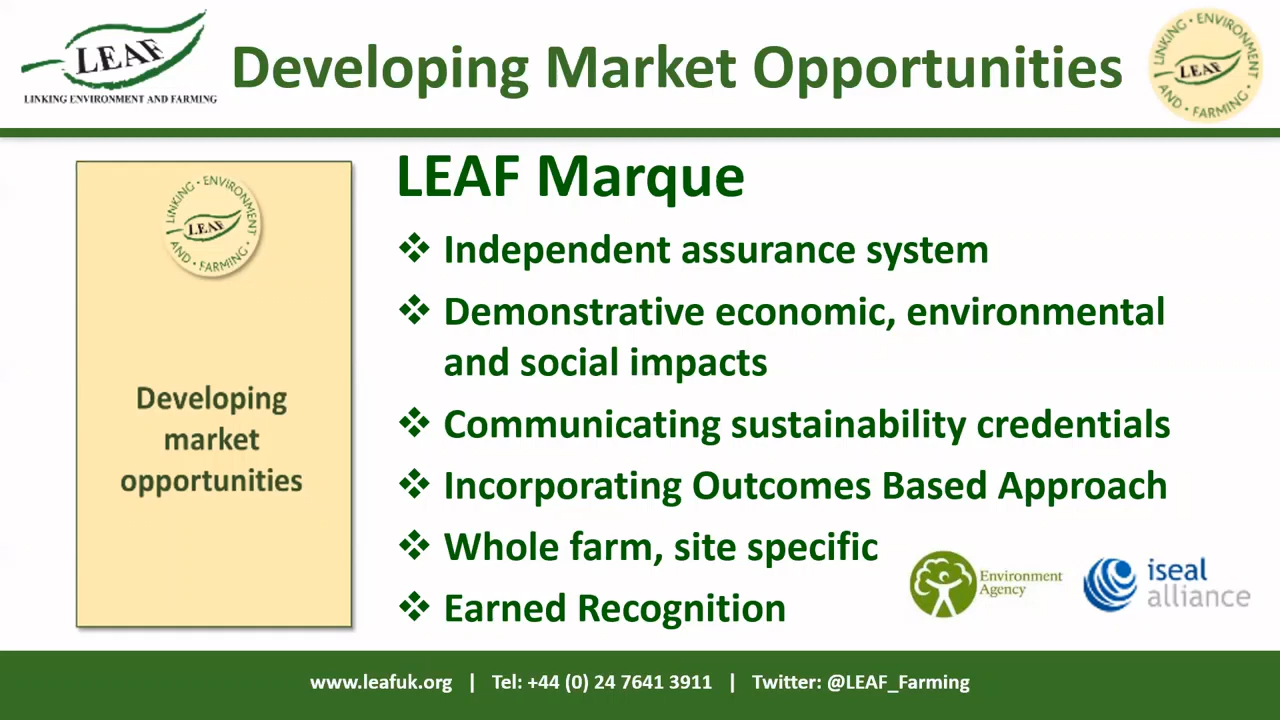 LEAF
LINKING ENVIRONMENT AND FARMING
Developing Market Opportunities
LINKING · ENVIRONMENT
LEAF
AND · FARMING ·
LINKING · ENVIRONMENT
LEAF
AND · FARMING ·
Developing
market
opportunities
LEAF Marque
❖ Independent assurance system
❖ Demonstrative economic, environmental
and social impacts
❖ Communicating sustainability credentials
❖ Incorporating Outcomes Based Approach
❖ Whole farm, site specific
❖ Earned Recognition
Environment
Agency
iseal
alliance
www.leafuk.org | Tel: +44 (0) 24 7641 3911 | Twitter: @LEAF_Farming